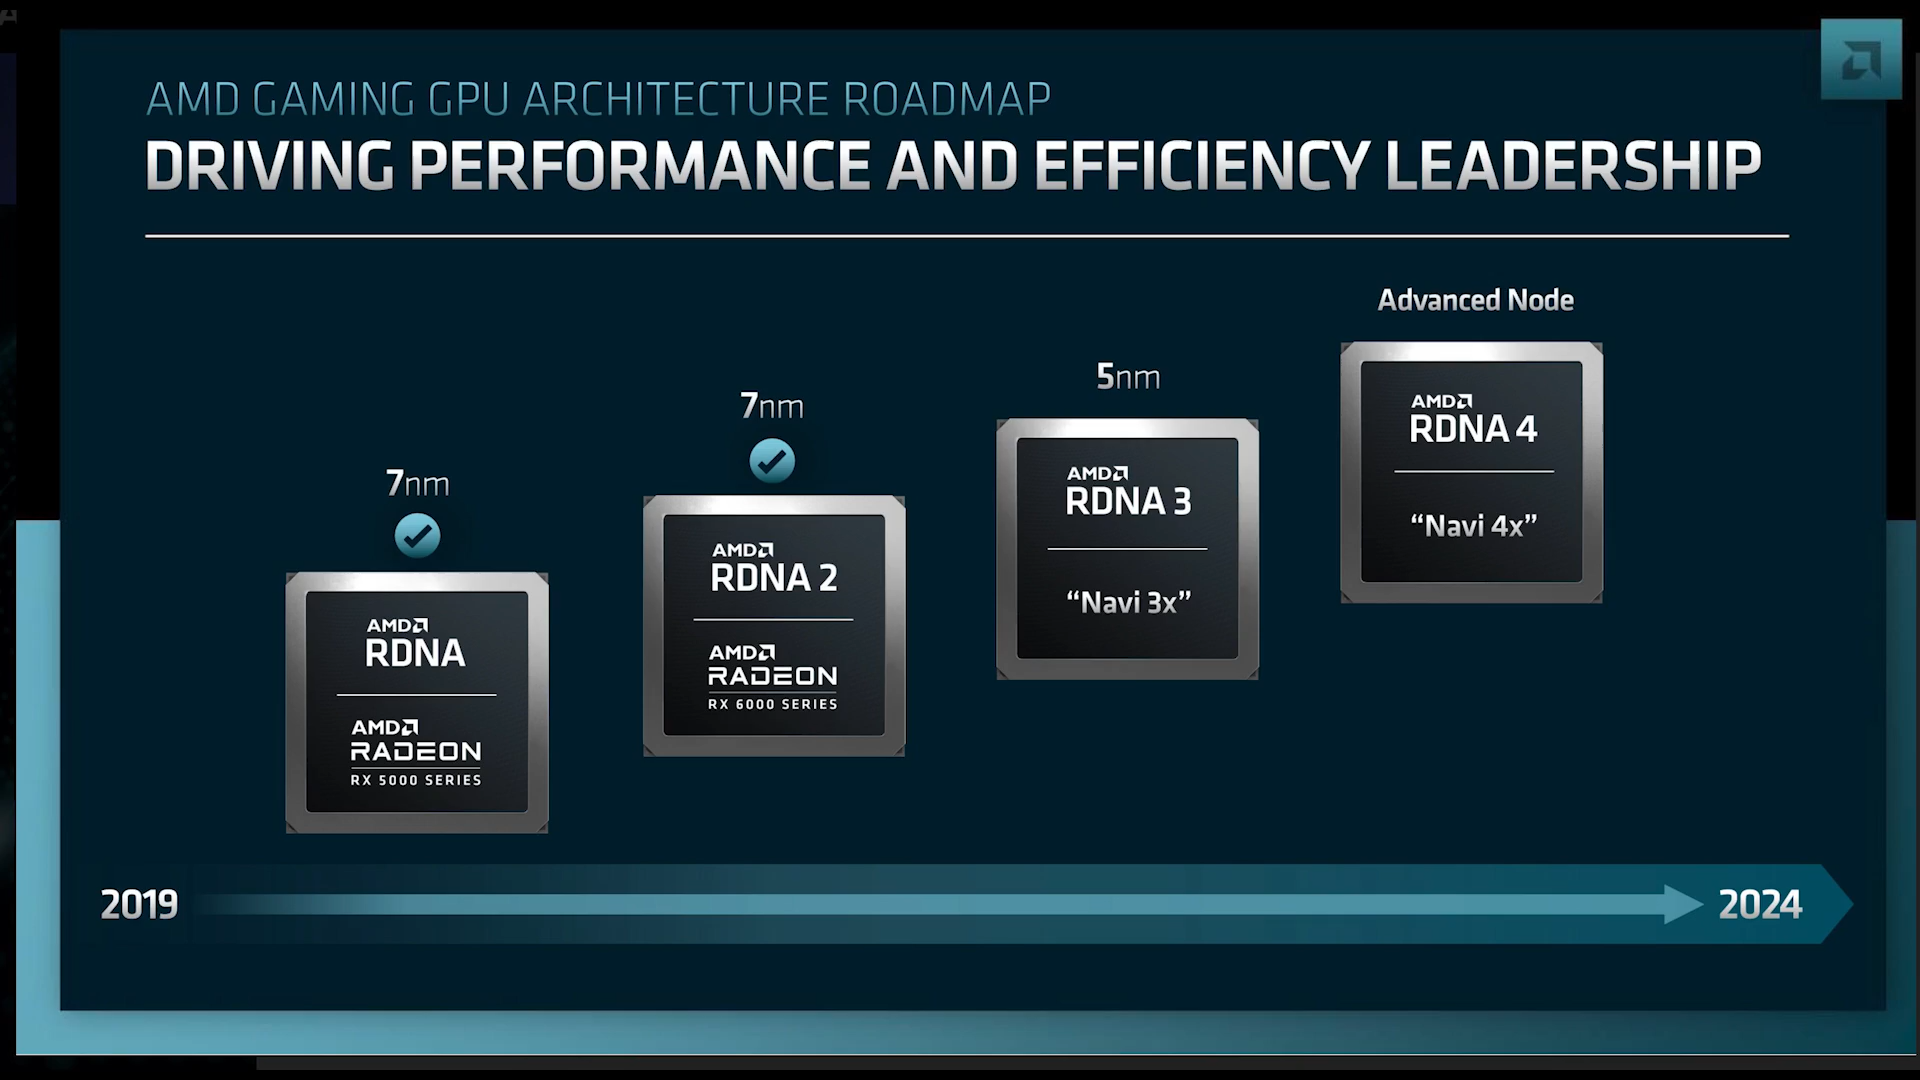 AMD GAMING GPU ARCHITECTURE ROADMAP
DRIVING PERFORMANCE AND EFFICIENCY LEADERSHIP
7nm
AMD
RDNA
AMD
RADEON
RX 5000 SERIES
7nm
AMD
RDNA 2
AMD
RADEON
RX 6000 SERIES
5nm
AMD
RDNA 3
“Navi 3x”
Advanced Node
AMD
RDNA 4
“Navi 4x”
2019
2024